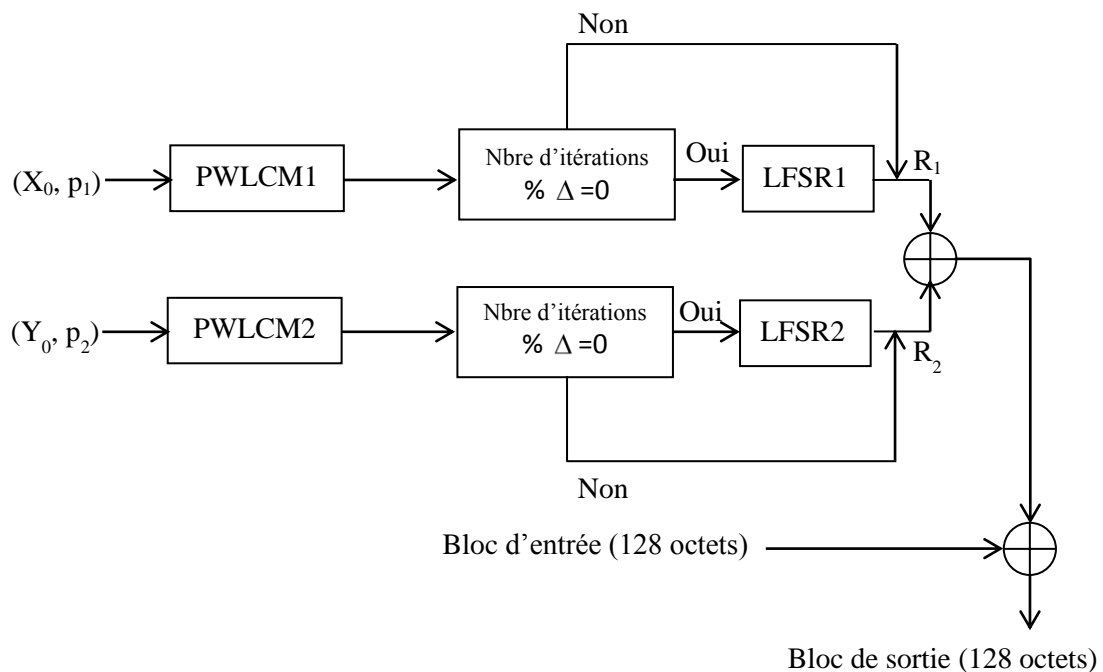 Non
(X₀, p₁)
PWLCM1
Nbre d’itérations
% Δ =0
Oui
LFSR1
R₁
(Y₀, p₂)
PWLCM2
Nbre d’itérations
% Δ =0
Oui
LFSR2
R₂
Non
Bloc d’entrée (128 octets)
Bloc de sortie (128 octets)